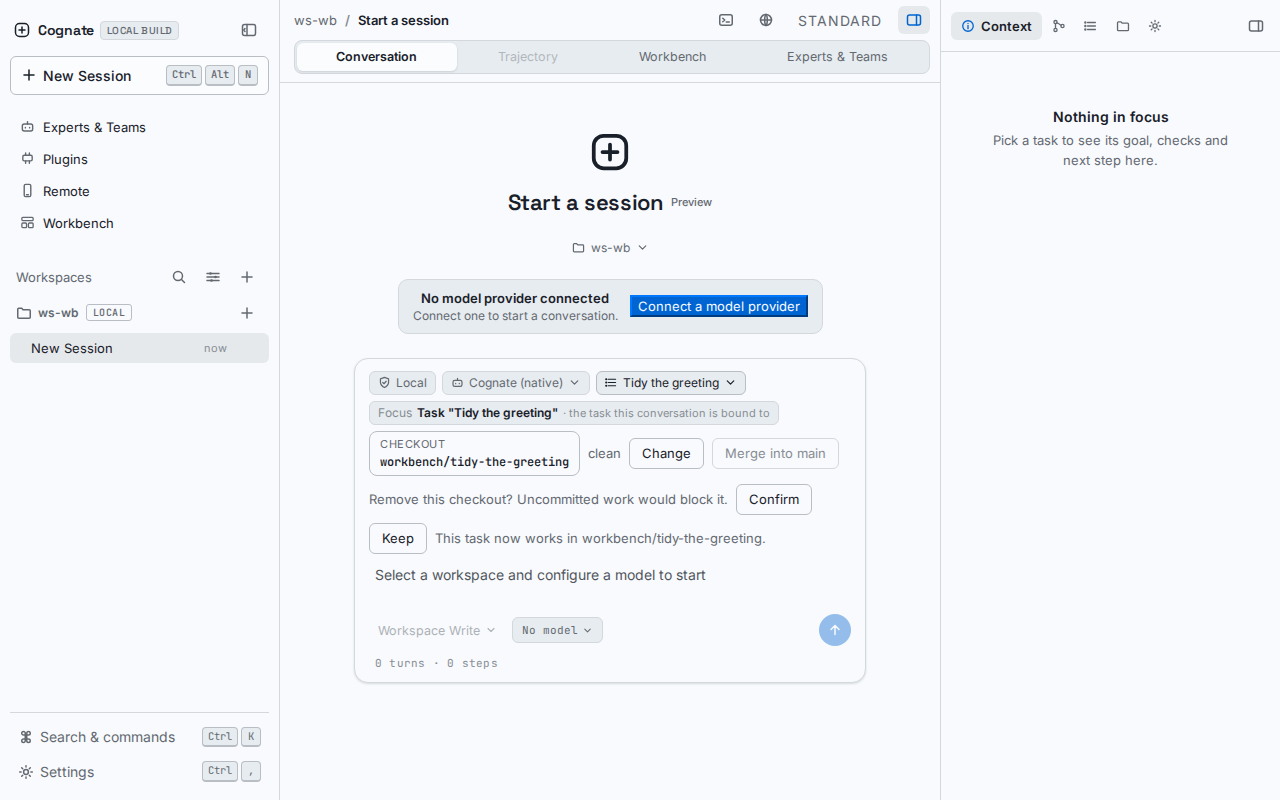 Cognate LOCAL BUILD
New Session Ctrl Alt N
Experts & Teams
Plugins
Remote
Workbench
Workspaces
ws-wb LOCAL
New Session now
Search & commands Ctrl K
Settings Ctrl ,
ws-wb / Start a session
STANDARD
Conversation Trajectory Workbench Experts & Teams
Start a session Preview
ws-wb
No model provider connected
Connect one to start a conversation.
Connect a model provider
Local Cognate (native) Tidy the greeting
Focus Task "Tidy the greeting" · the task this conversation is bound to
CHECKOUT
workbench/tidy-the-greeting
clean Change Merge into main
Remove this checkout? Uncommitted work would block it. Confirm
Keep This task now works in workbench/tidy-the-greeting.
Select a workspace and configure a model to start
Workspace Write No model
0 turns · 0 steps
Context
Nothing in focus
Pick a task to see its goal, checks and
next step here.